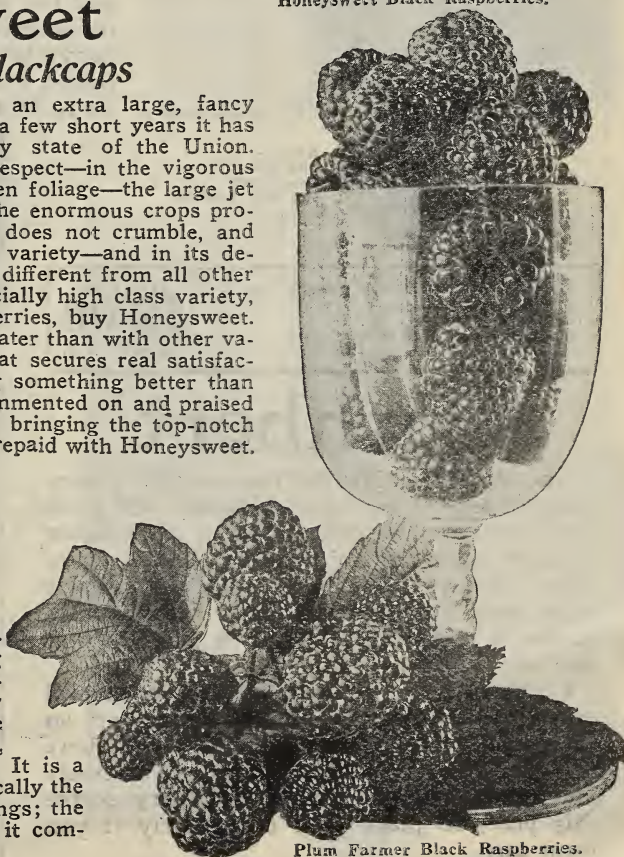 Honeysweet Black Raspberries.
eet
lackcaps
an extra large, fancy
a few short years it has
y state of the Union.
espect—in the vigorous
en foliage—the large jet
he enormous crops pro-
does not crumble, and
variety—and in its de-
different from all other
cially high class variety,
erries, buy Honeysweet.
ater than with other va-
at secures real satisfac-
something better than
mmented on and praised
bringing the top-notch
repaid with Honeysweet.
It is a
cally the
ngs; the
it com-
Plum Farmer Black Raspberries.